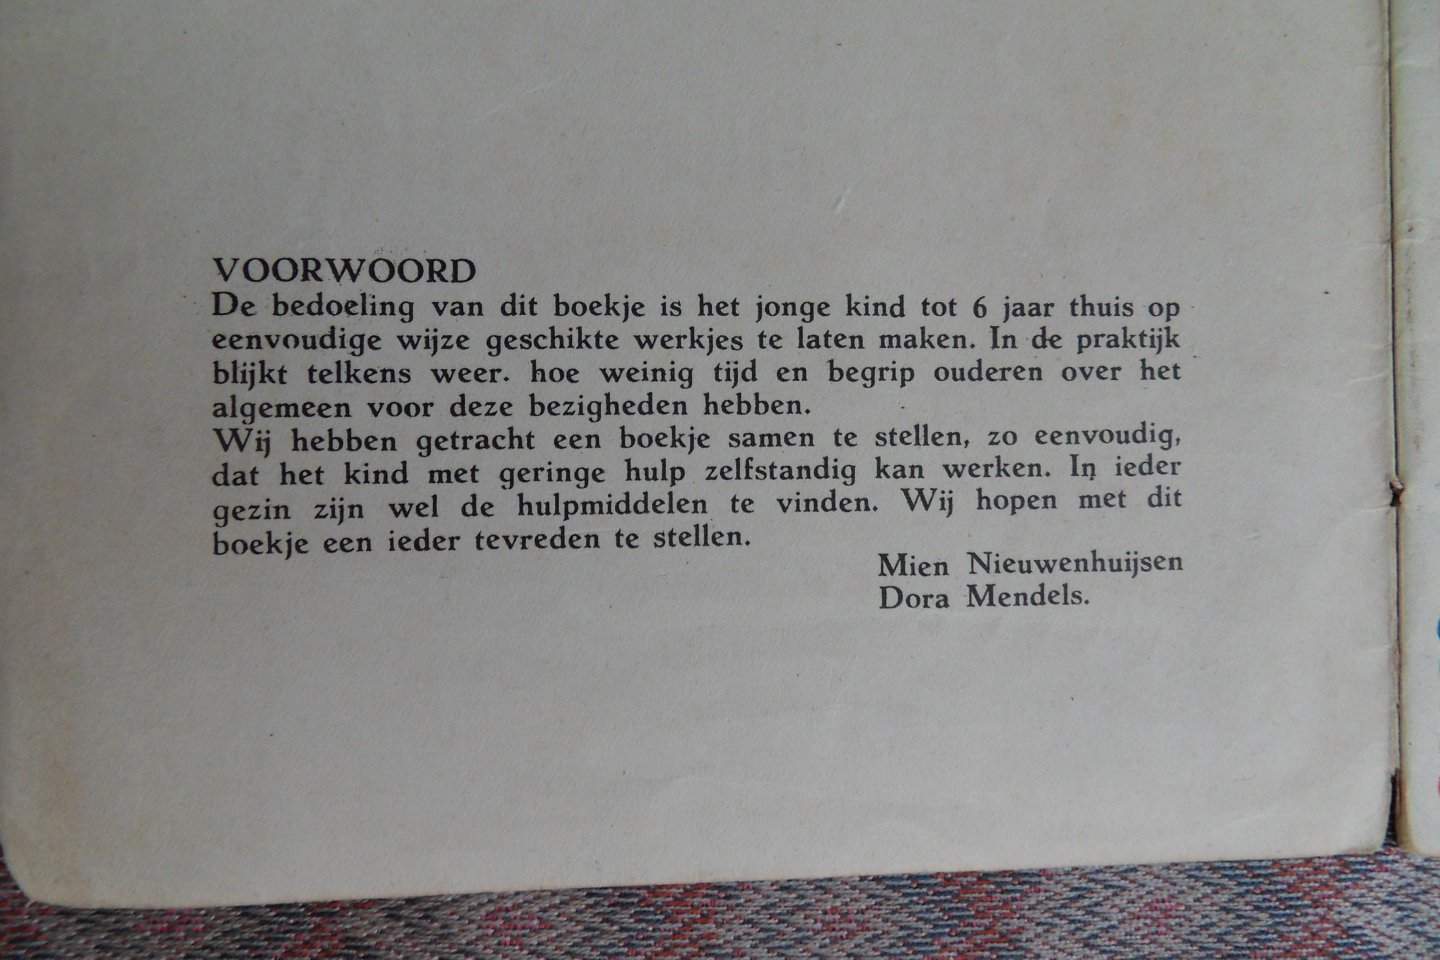 VOORWOORD
De bedoeling van dit boekje is het jonge kind tot 6 jaar thuis op
eenvoudige wijze geschikte werkjes te laten maken. In de praktijk
blijkt telkens weer. hoe weinig tijd en begrip ouderen over het
algemeen voor deze bezigheden hebben.
Wij hebben getracht een boekje samen te stellen, zo eenvoudig,
dat het kind met geringe hulp zelfstandig kan werken. In ieder
gezin zijn wel de hulpmiddelen te vinden. Wij hopen met dit
boekje een ieder tevreden te stellen.
Mien Nieuwenhuijsen
Dora Mendels.